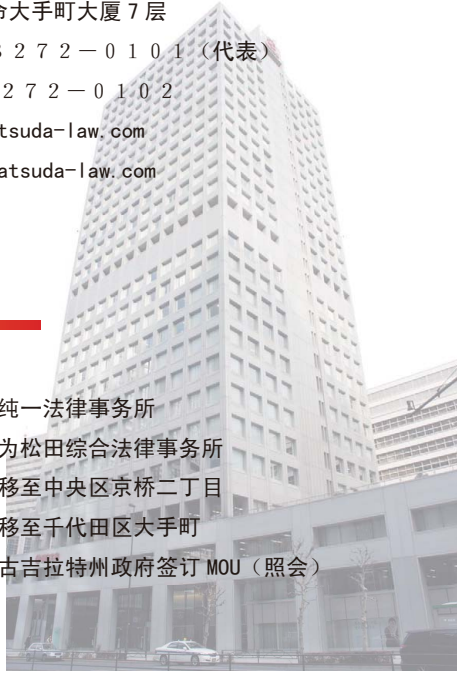 命大手町大厦 7 层
３２７２－０１０１（代表）
２７２－０１０２
atsuda-law.com
atsuda-law.com
纯一法律事务所
为松田综合法律事务所
移至中央区京桥二丁目
移至千代田区大手町
古吉拉特州政府签订 MOU（照会）